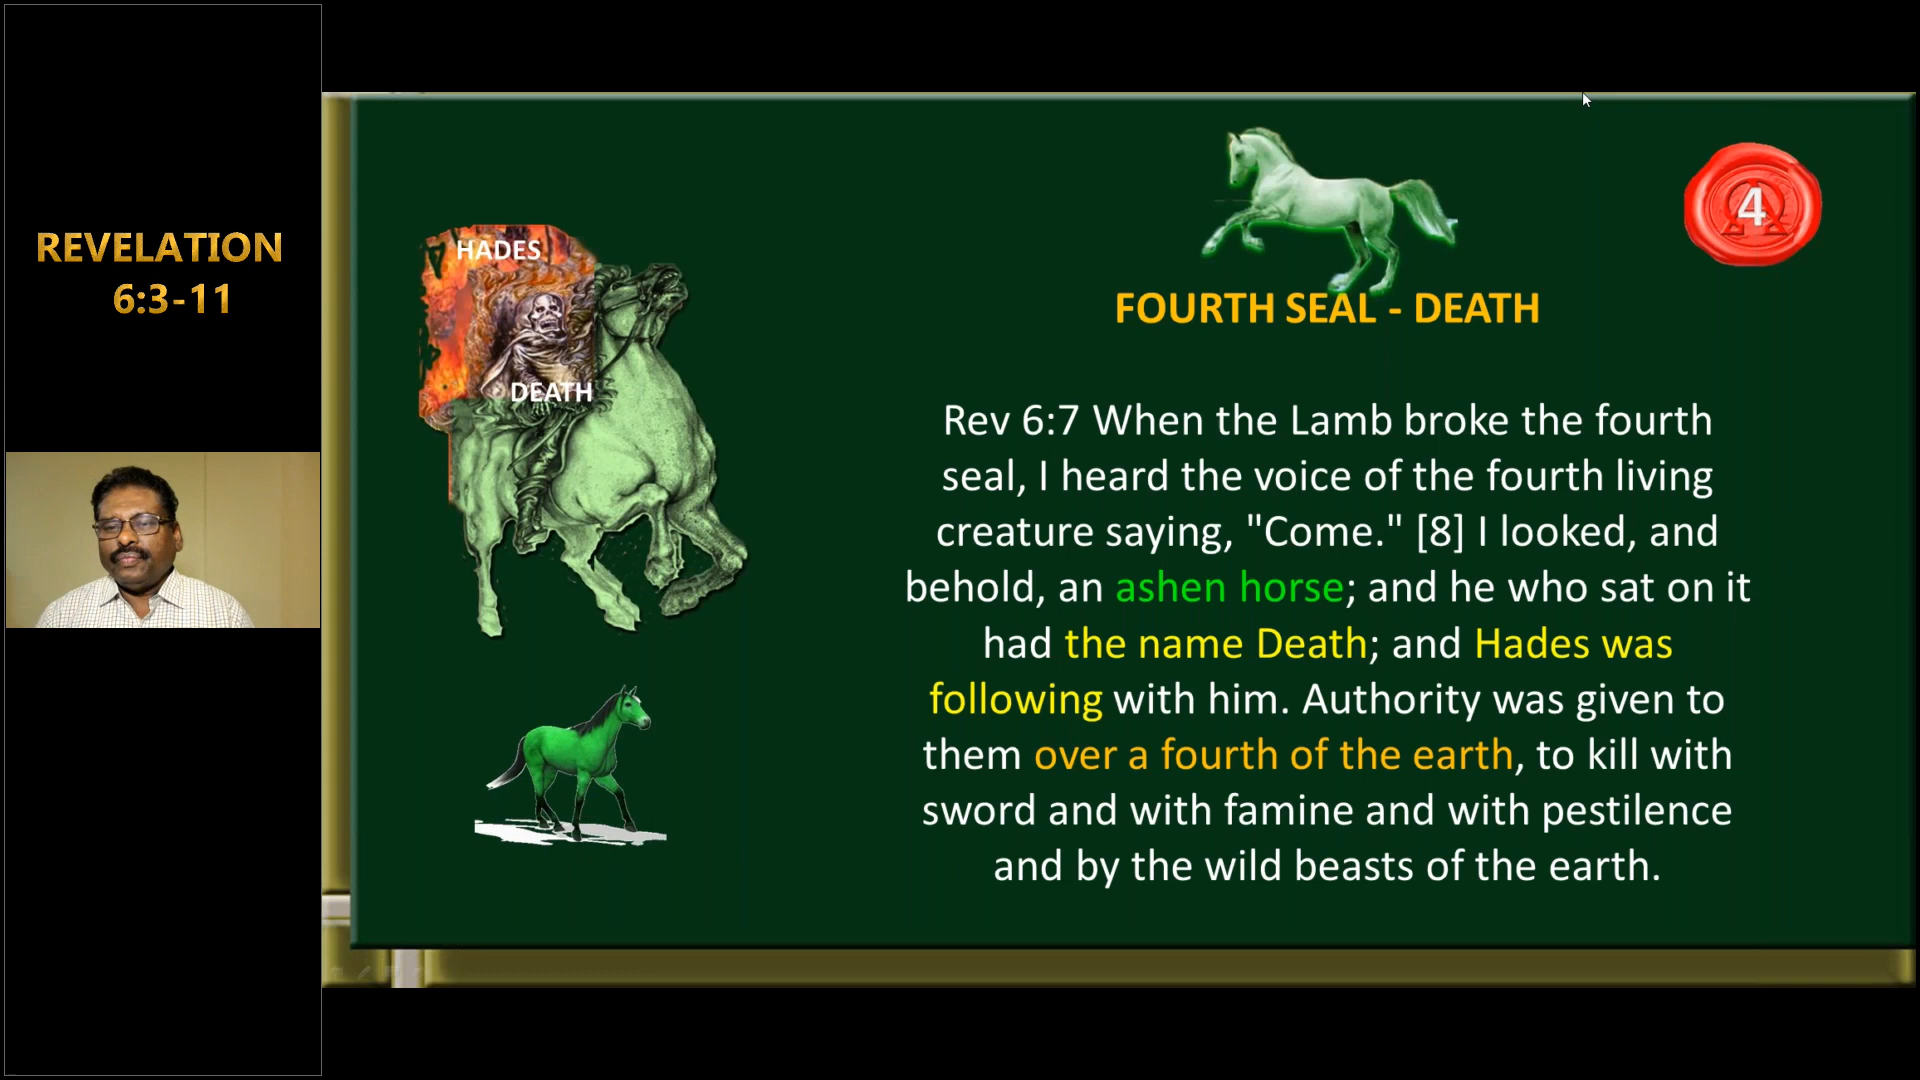 REVELATION
6:3-11
HADES
DEATH
4
FOURTH SEAL - DEATH
Rev 6:7 When the Lamb broke the fourth
seal, I heard the voice of the fourth living
creature saying, "Come." [8] I looked, and
behold, an ashen horse; and he who sat on it
had the name Death; and Hades was
following with him. Authority was given to
them over a fourth of the earth, to kill with
sword and with famine and with pestilence
and by the wild beasts of the earth.